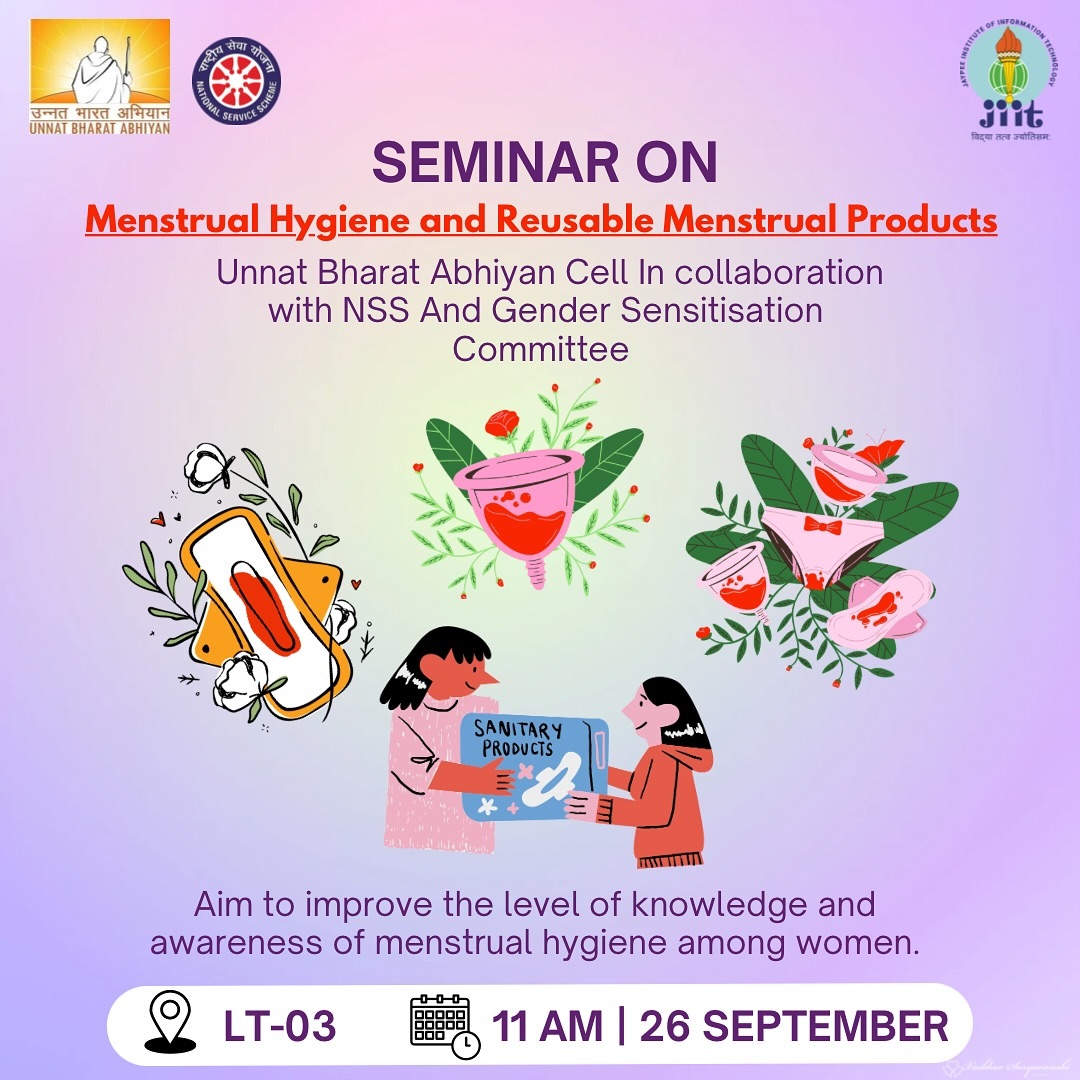 उन्नत भारत अभियान
UNNAT BHARAT ABHIYAN
राष्ट्रीय सेवा योजना
NATIONAL SERVICE SCHEME
JAYPEE INSTITUTE OF INFORMATION TECHNOLOGY
jiit
विद्या तत्व ज्योतिसमः
SEMINAR ON
Menstrual Hygiene and Reusable Menstrual Products
Unnat Bharat Abhiyan Cell In collaboration
with NSS And Gender Sensitisation
Committee
SANITARY
PRODUCTS
Aim to improve the level of knowledge and
awareness of menstrual hygiene among women.
LT-03
11 AM | 26 SEPTEMBER